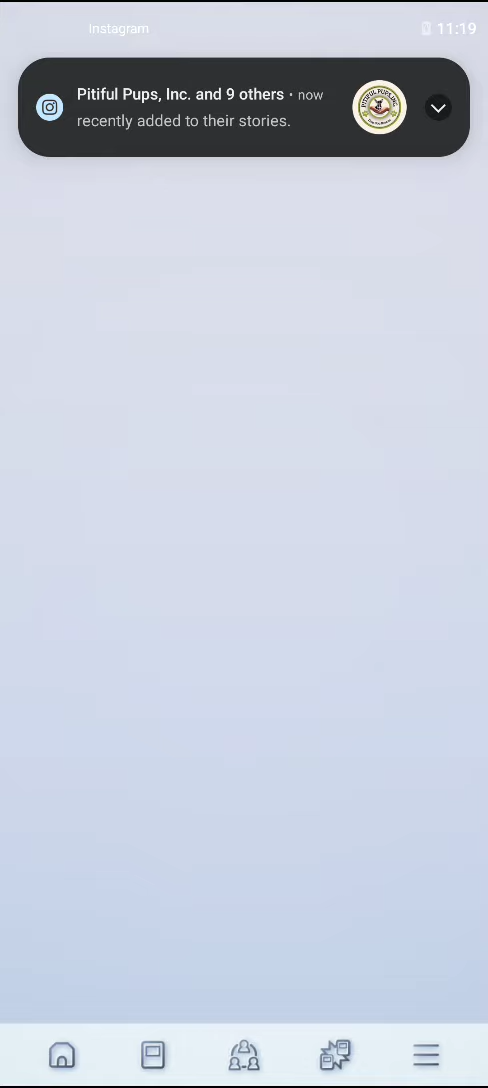 Instagram
11:19
Pitiful Pups, Inc. and 9 others • now
recently added to their stories.